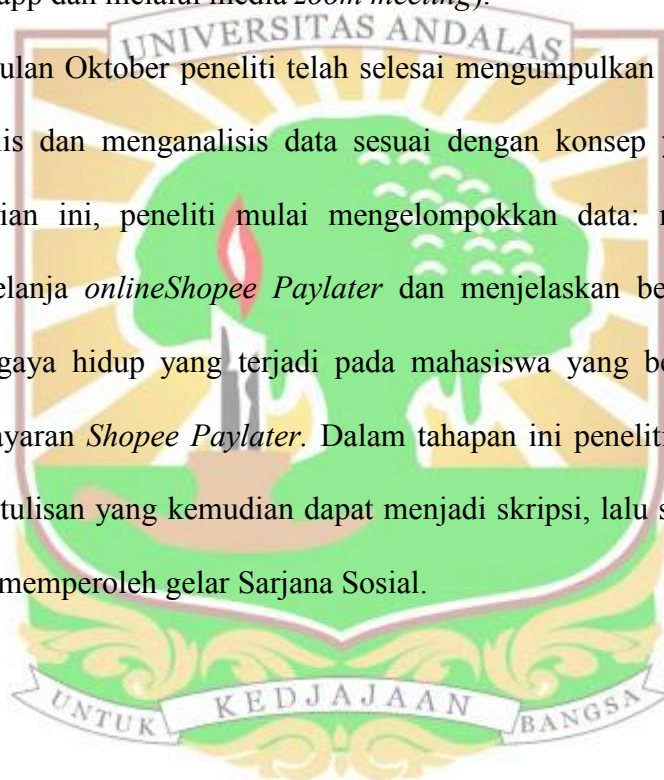 app dan melalui media zoom meeting).
UNIVERSITAS ANDALAS
ulan Oktober peneliti telah selesai mengumpulkan
lis dan menganalisis data sesuai dengan konsep y
ian ini, peneliti mulai mengelompokkan data:
elanja onlineShopee Paylater dan menjelaskan be
gaya hidup yang terjadi pada mahasiswa yang be
ayaran Shopee Paylater. Dalam tahapan ini peneliti
tulisan yang kemudian dapat menjadi skripsi, lalu s
memperoleh gelar Sarjana Sosial.
UNTUK KEDJAJAAN BANGSA